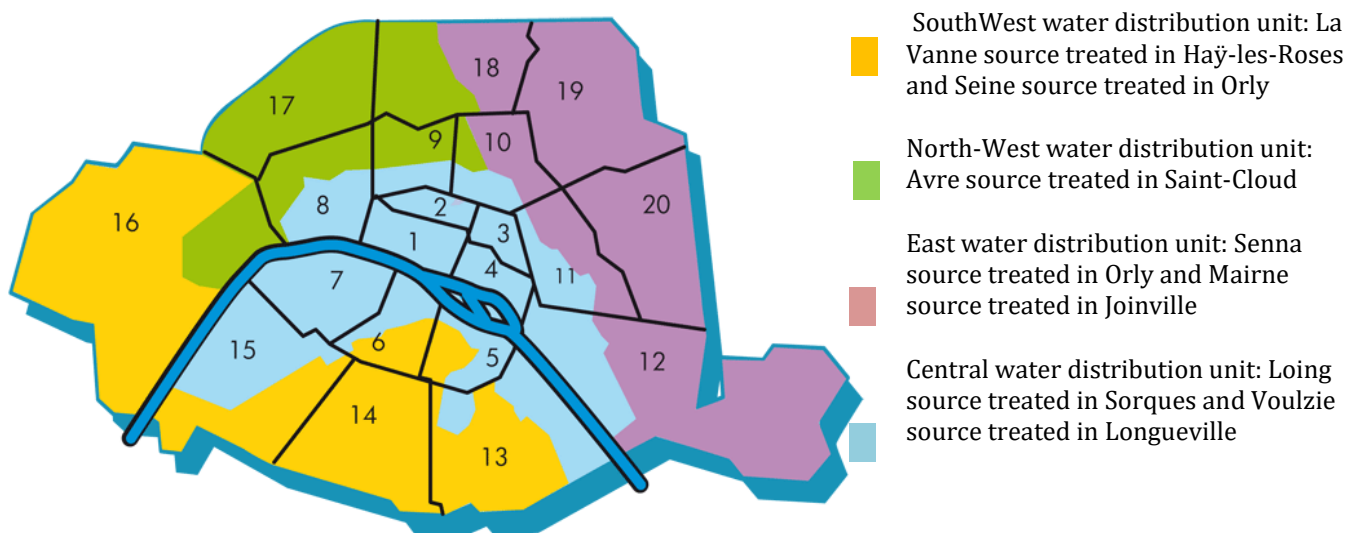 SouthWest water distribution unit: La
Vanne source treated in Haÿ-les-Roses
and Seine source treated in Orly
North-West water distribution unit:
Avre source treated in Saint-Cloud
East water distribution unit: Senna
source treated in Orly and Mairne
source treated in Joinville
Central water distribution unit: Loing
source treated in Sorques and Voulzie
source treated in Longueville
18
19
17
9
10
16
8
2
20
3
1
4
11
7
15
6
5
12
14
13